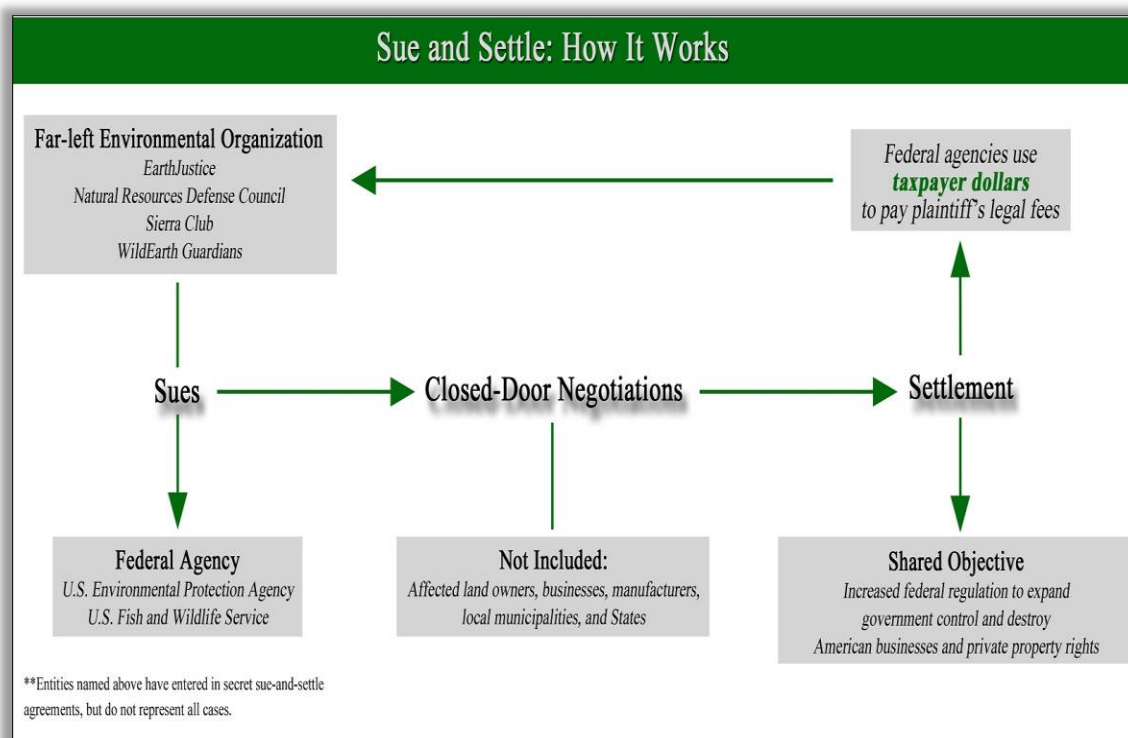 Sue and Settle: How It Works
Far-left Environmental Organization
EarthJustice
Natural Resources Defense Council
Sierra Club
WildEarth Guardians
Federal agencies use
taxpayer dollars
to pay plaintiff's legal fees
Sues
Closed-Door Negotiations
Settlement
Federal Agency
U.S. Environmental Protection Agency
U.S. Fish and Wildlife Service
Not Included:
Affected land owners, businesses, manufacturers,
local municipalities, and States
Shared Objective
Increased federal regulation to expand
government control and destroy
American businesses and private property rights
**Entities named above have entered in secret sue-and-settle
agreements, but do not represent all cases.